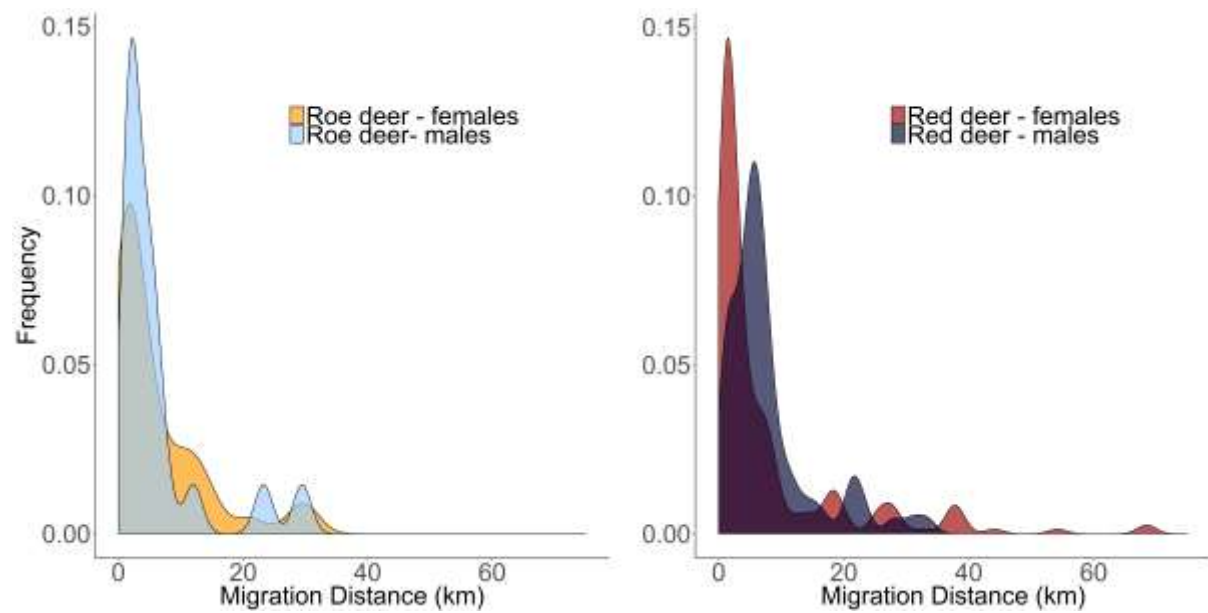 0.15
0.10
0.05
0.00
Frequency
Roe deer - females
Roe deer- males
0 20 40 60
Migration Distance (km)
0.15
0.10
0.05
0.00
Red deer - females
Red deer - males
0 20 40 60
Migration Distance (km)